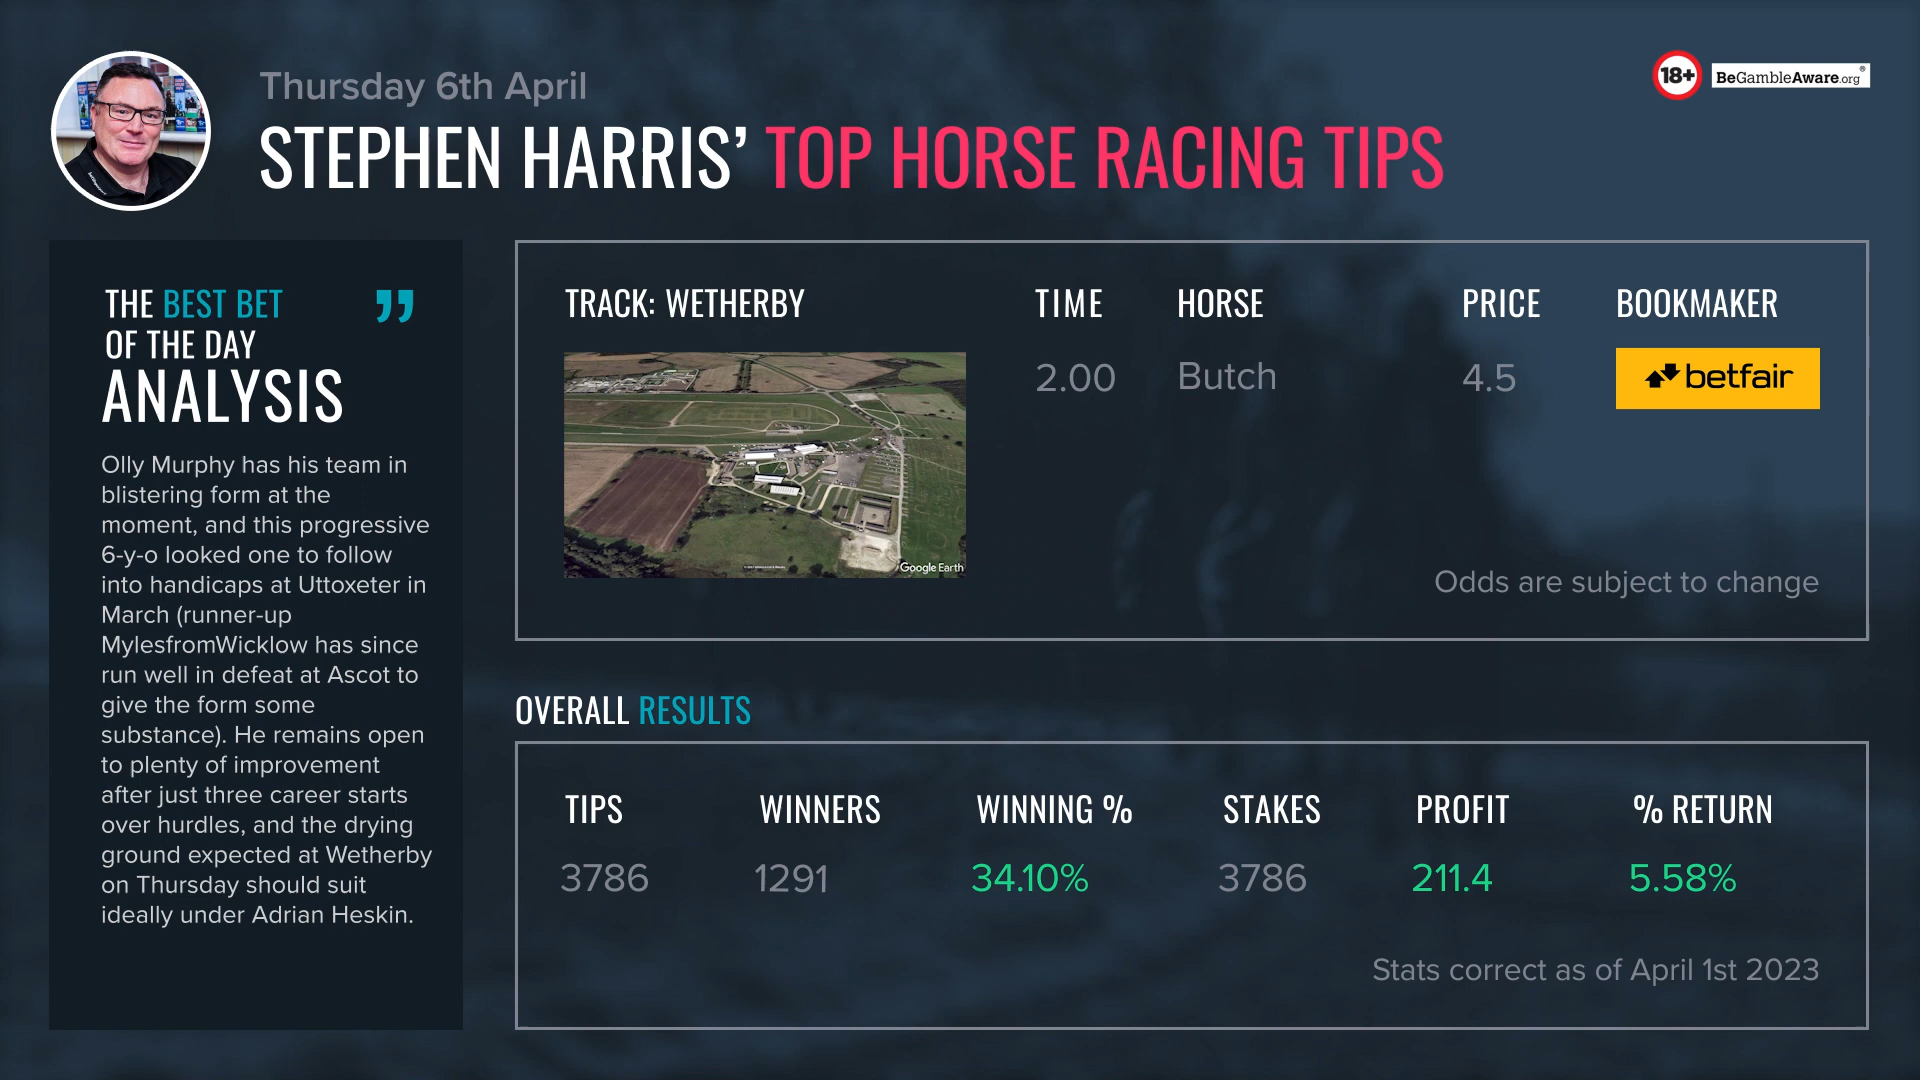 Thursday 6th April
STEPHEN HARRIS’ TOP HORSE RACING TIPS
18+
BeGambleAware.org®
THE BEST BET
OF THE DAY
ANALYSIS
”
Olly Murphy has his team in
blistering form at the
moment, and this progressive
6-y-o looked one to follow
into handicaps at Uttoxeter in
March (runner-up
MylesfromWicklow has since
run well in defeat at Ascot to
give the form some
substance). He remains open
to plenty of improvement
after just three career starts
over hurdles, and the drying
ground expected at Wetherby
on Thursday should suit
ideally under Adrian Heskin.
TRACK: WETHERBY
Google Earth
TIME HORSE PRICE BOOKMAKER
2.00 Butch 4.5 betfair
Odds are subject to change
OVERALL RESULTS
TIPS WINNERS WINNING % STAKES PROFIT % RETURN
3786 1291 34.10% 3786 211.4 5.58%
Stats correct as of April 1st 2023